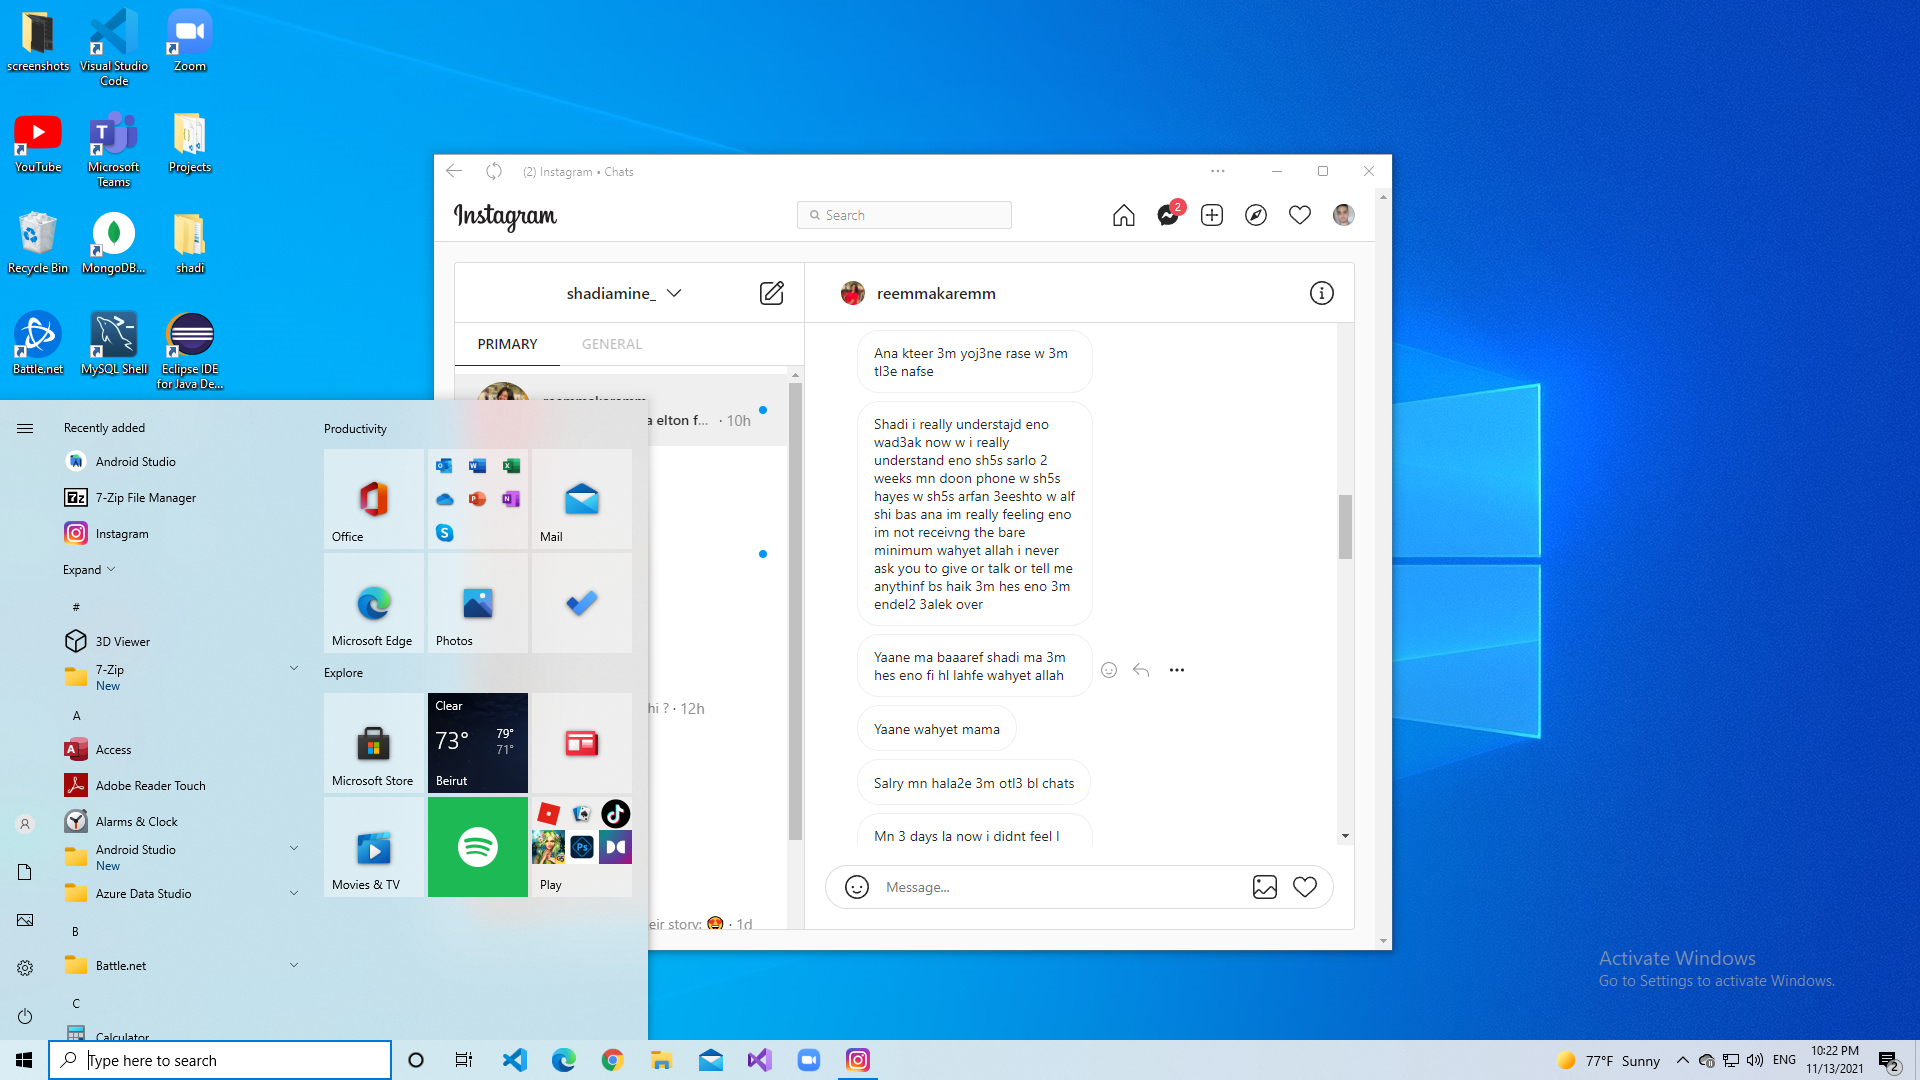 screenshots
Visual Studio
Code
Zoom
YouTube
Microsoft
Teams
Projects
Recycle Bin
MongoDB...
shadi
Battle.net
MySQL Shell
Eclipse IDE
for Java De...
(2) Instagram • Chats
Instagram
Search
2
shadiamine_
reemmakaremm
PRIMARY
GENERAL
reemmakaremm
a elton f... · 10h
hi ? · 12h
eir story: 🤩 · 1d
Ana kteer 3m yoj3ne rase w 3m
tl3e nafse
Shadi i really understajd eno
wad3ak now w i really
understand eno sh5s sarlo 2
weeks mn doon phone w sh5s
hayes w sh5s arfan 3eeshto w alf
shi bas ana im really feeling eno
im not receivng the bare
minimum wahyet allah i never
ask you to give or talk or tell me
anythinf bs haik 3m hes eno 3m
endel2 3alek over
Yaane ma baaaref shadi ma 3m
hes eno fi hl lahfe wahyet allah
Yaane wahyet mama
Salry mn hala2e 3m otl3 bl chats
Mn 3 days la now i didnt feel I
Message...
Recently added
Android Studio
7-Zip File Manager
Instagram
Expand
#
3D Viewer
7-Zip
New
A
Access
Adobe Reader Touch
Alarms & Clock
Android Studio
New
Azure Data Studio
B
Battle.net
C
Calculator
Productivity
Office
Mail
Microsoft Edge
Photos
Explore
Microsoft Store
Clear
73°
79°
71°
Beirut
Movies & TV
Play
Activate Windows
Go to Settings to activate Windows.
Type here to search
77°F Sunny
ENG
10:22 PM
11/13/2021
2